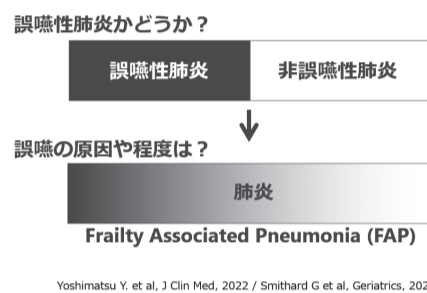 誤嚥性肺炎かどうか？
誤嚥性肺炎 非誤嚥性肺炎
誤嚥の原因や程度は？
肺炎
Frailty Associated Pneumonia (FAP)
Yoshimatsu Y. et al, J Clin Med, 2022 / Smithard G et al, Geriatrics,